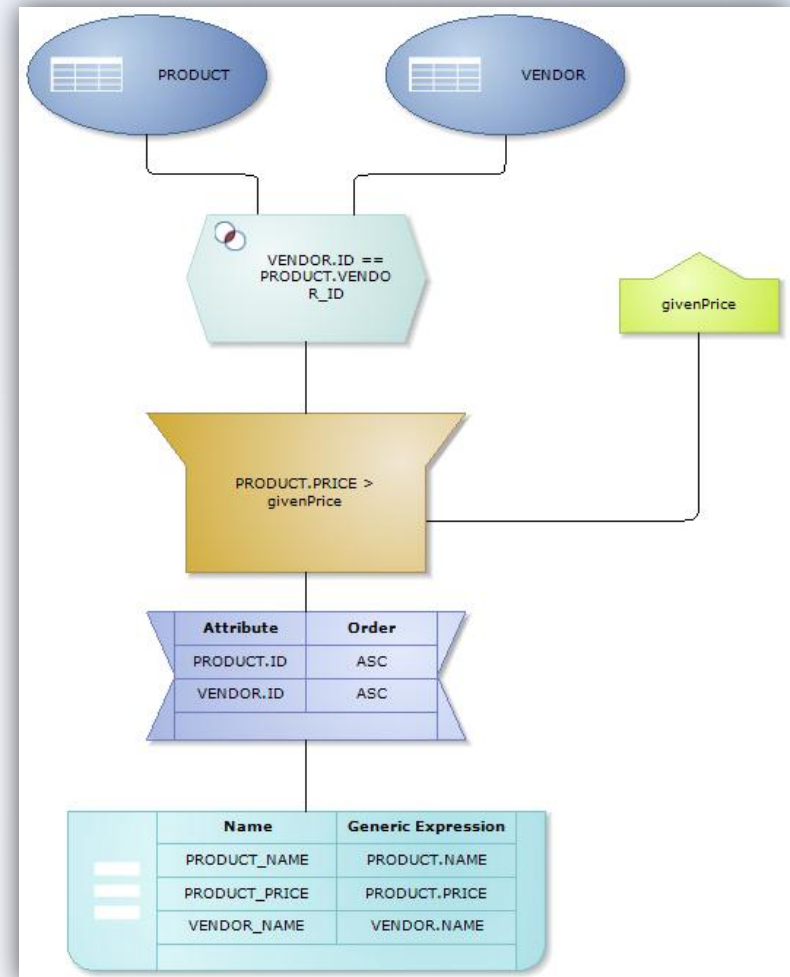 PRODUCT
VENDOR
VENDOR.ID ==
PRODUCT.VENDO
R_ID
givenPrice
PRODUCT.PRICE >
givenPrice
Attribute Order
PRODUCT.ID ASC
VENDOR.ID ASC
Name Generic Expression
PRODUCT_NAME PRODUCT.NAME
PRODUCT_PRICE PRODUCT.PRICE
VENDOR_NAME VENDOR.NAME